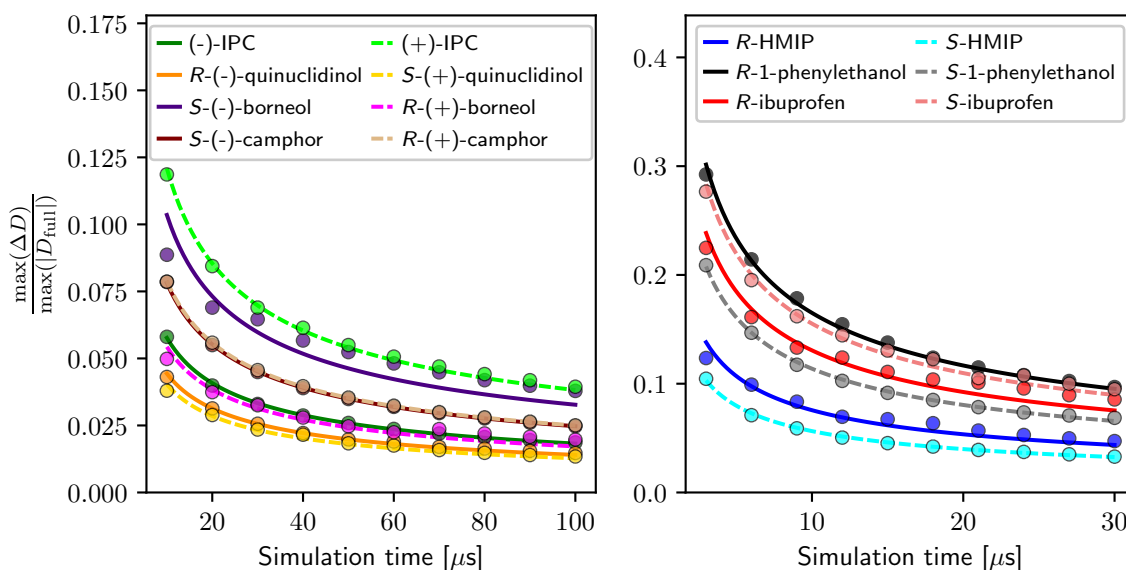 max(ΔD)
max(|D_full|)
0.175
0.150
0.125
0.100
0.075
0.050
0.025
0.000
(-)-IPC
R-(-)-quinuclidinol
S-(-)-borneol
S-(-)-camphor
(+)-IPC
S-(+)-quinuclidinol
R-(+)-borneol
R-(+)-camphor
20 40 60 80 100
Simulation time [μs]
0.4
0.3
0.2
0.1
0.0
R-HMIP
R-1-phenylethanol
R-ibuprofen
S-HMIP
S-1-phenylethanol
S-ibuprofen
10 20 30
Simulation time [μs]